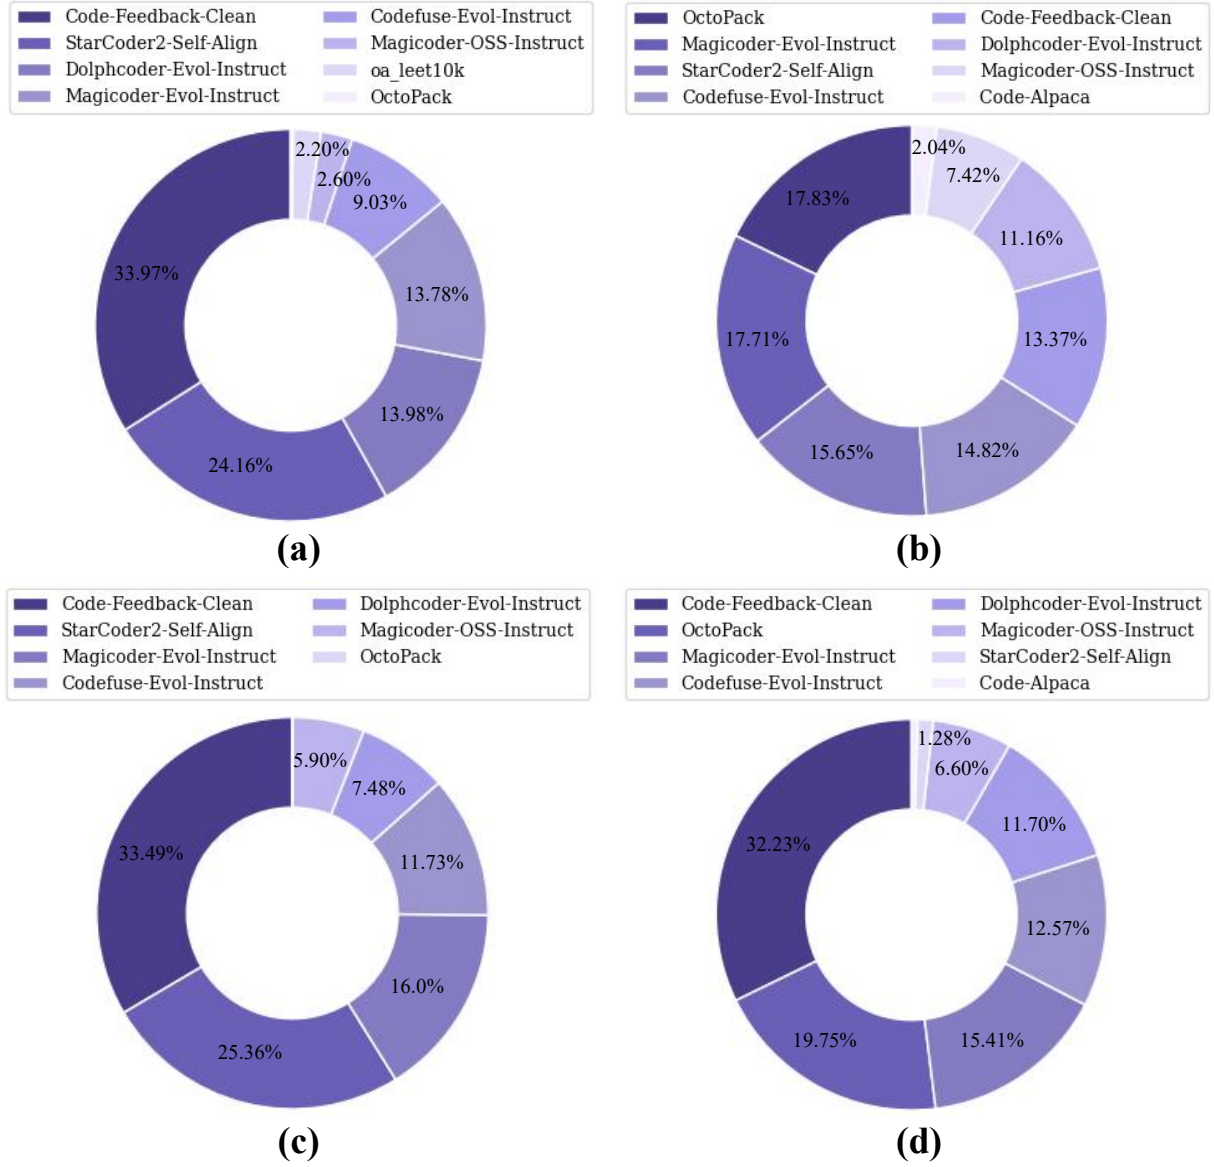 Code-Feedback-Clean
StarCoder2-Self-Align
Dolphcoder-Evol-Instruct
Magicoder-Evol-Instruct
Codefuse-Evol-Instruct
Magicoder-OSS-Instruct
oa_leet10k
OctoPack
2.20%
2.60%
9.03%
33.97%
13.78%
13.98%
24.16%
(a)
OctoPack
Magicoder-Evol-Instruct
StarCoder2-Self-Align
Codefuse-Evol-Instruct
Code-Feedback-Clean
Dolphcoder-Evol-Instruct
Magicoder-OSS-Instruct
Code-Alpaca
2.04%
7.42%
17.83%
11.16%
17.71%
13.37%
15.65%
14.82%
(b)
Code-Feedback-Clean
StarCoder2-Self-Align
Magicoder-Evol-Instruct
Codefuse-Evol-Instruct
Dolphcoder-Evol-Instruct
Magicoder-OSS-Instruct
OctoPack
5.90%
7.48%
33.49%
11.73%
16.0%
25.36%
(c)
Code-Feedback-Clean
OctoPack
Magicoder-Evol-Instruct
Codefuse-Evol-Instruct
Dolphcoder-Evol-Instruct
Magicoder-OSS-Instruct
StarCoder2-Self-Align
Code-Alpaca
1.28%
6.60%
11.70%
32.23%
12.57%
19.75%
15.41%
(d)